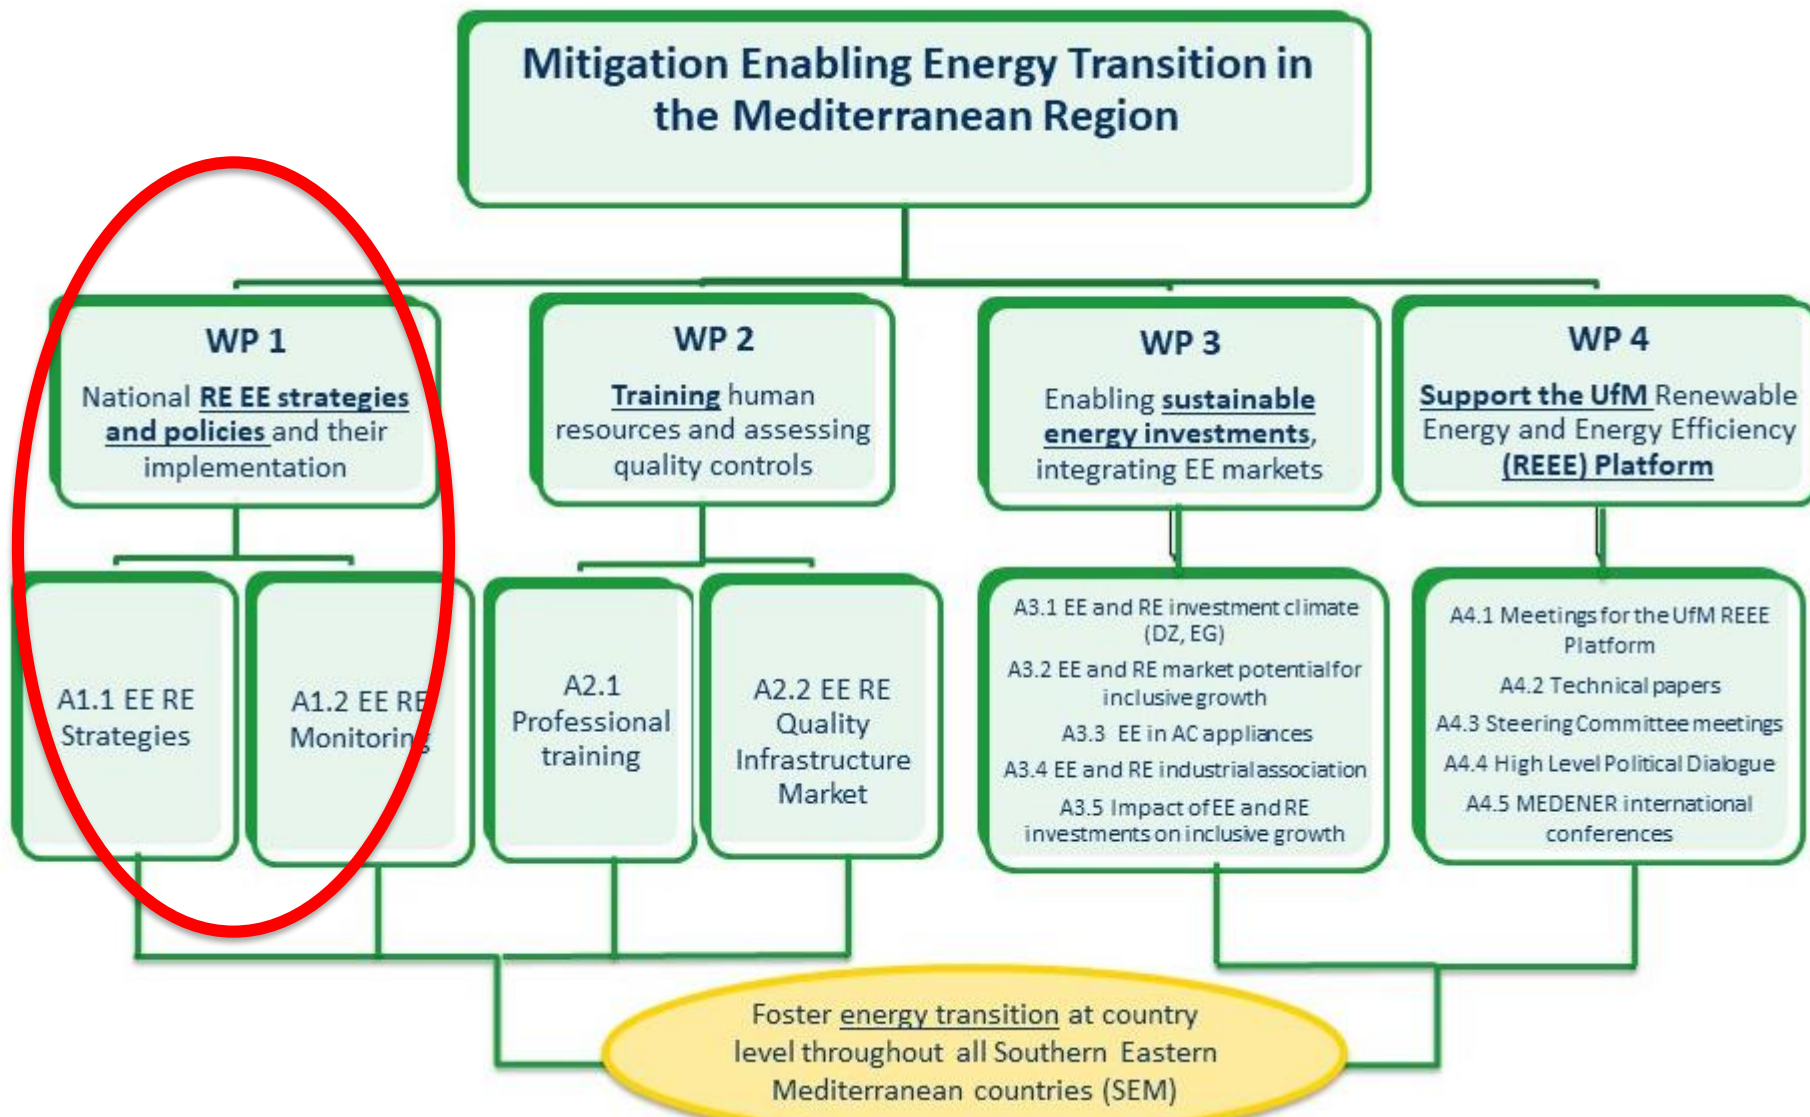 Mitigation Enabling Energy Transition in
the Mediterranean Region
WP 1
National RE EE strategies
and policies and their
implementation
WP 2
Training human
resources and assessing
quality controls
WP 3
Enabling sustainable
energy investments,
integrating EE markets
WP 4
Support the UfM Renewable
Energy and Energy Efficiency
(REEE) Platform
A1.1 EE RE
Strategies
A1.2 EE RE
Monitoring
A2.1
Professional
training
A2.2 EE RE
Quality
Infrastructure
Market
A3.1 EE and RE investment climate
(DZ, EG)
A3.2 EE and RE market potential for
inclusive growth
A3.3 EE in AC appliances
A3.4 EE and RE industrial association
A3.5 Impact of EE and RE
investments on inclusive growth
A4.1 Meetings for the UfM REEE
Platform
A4.2 Technical papers
A4.3 Steering Committee meetings
A4.4 High Level Political Dialogue
A4.5 MEDENER international
conferences
Foster energy transition at country
level throughout all Southern Eastern
Mediterranean countries (SEM)